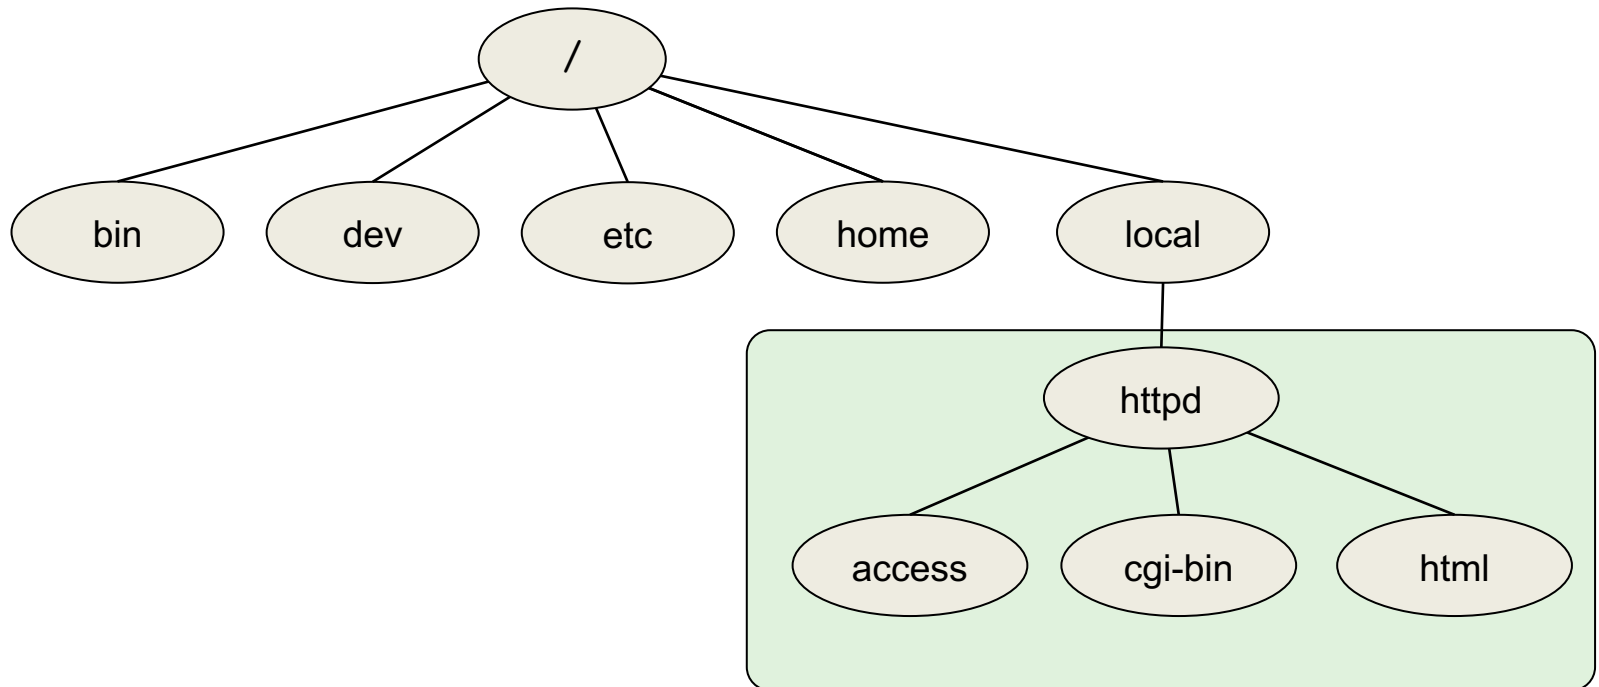 /
bin dev etc home local
httpd
access cgi-bin html